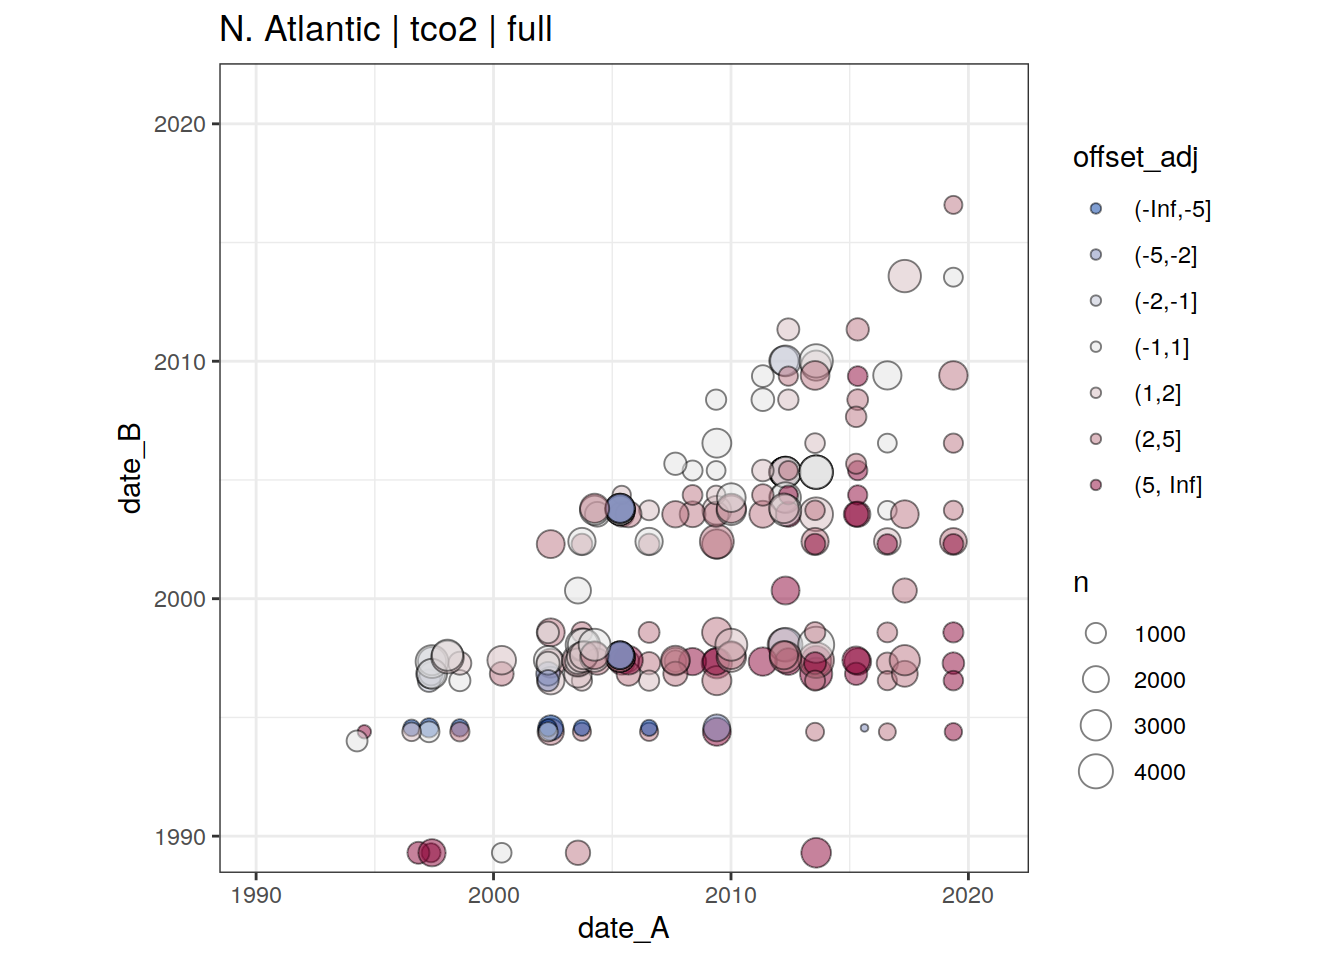 N. Atlantic | tco2 | full
2020
2010
2000
1990
1990
2000
2010
2020
date_A
date_B
offset_adj
(-Inf,-5]
(-5,-2]
(-2,-1]
(-1,1]
(1,2]
(2,5]
(5, Inf]
n
1000
2000
3000
4000